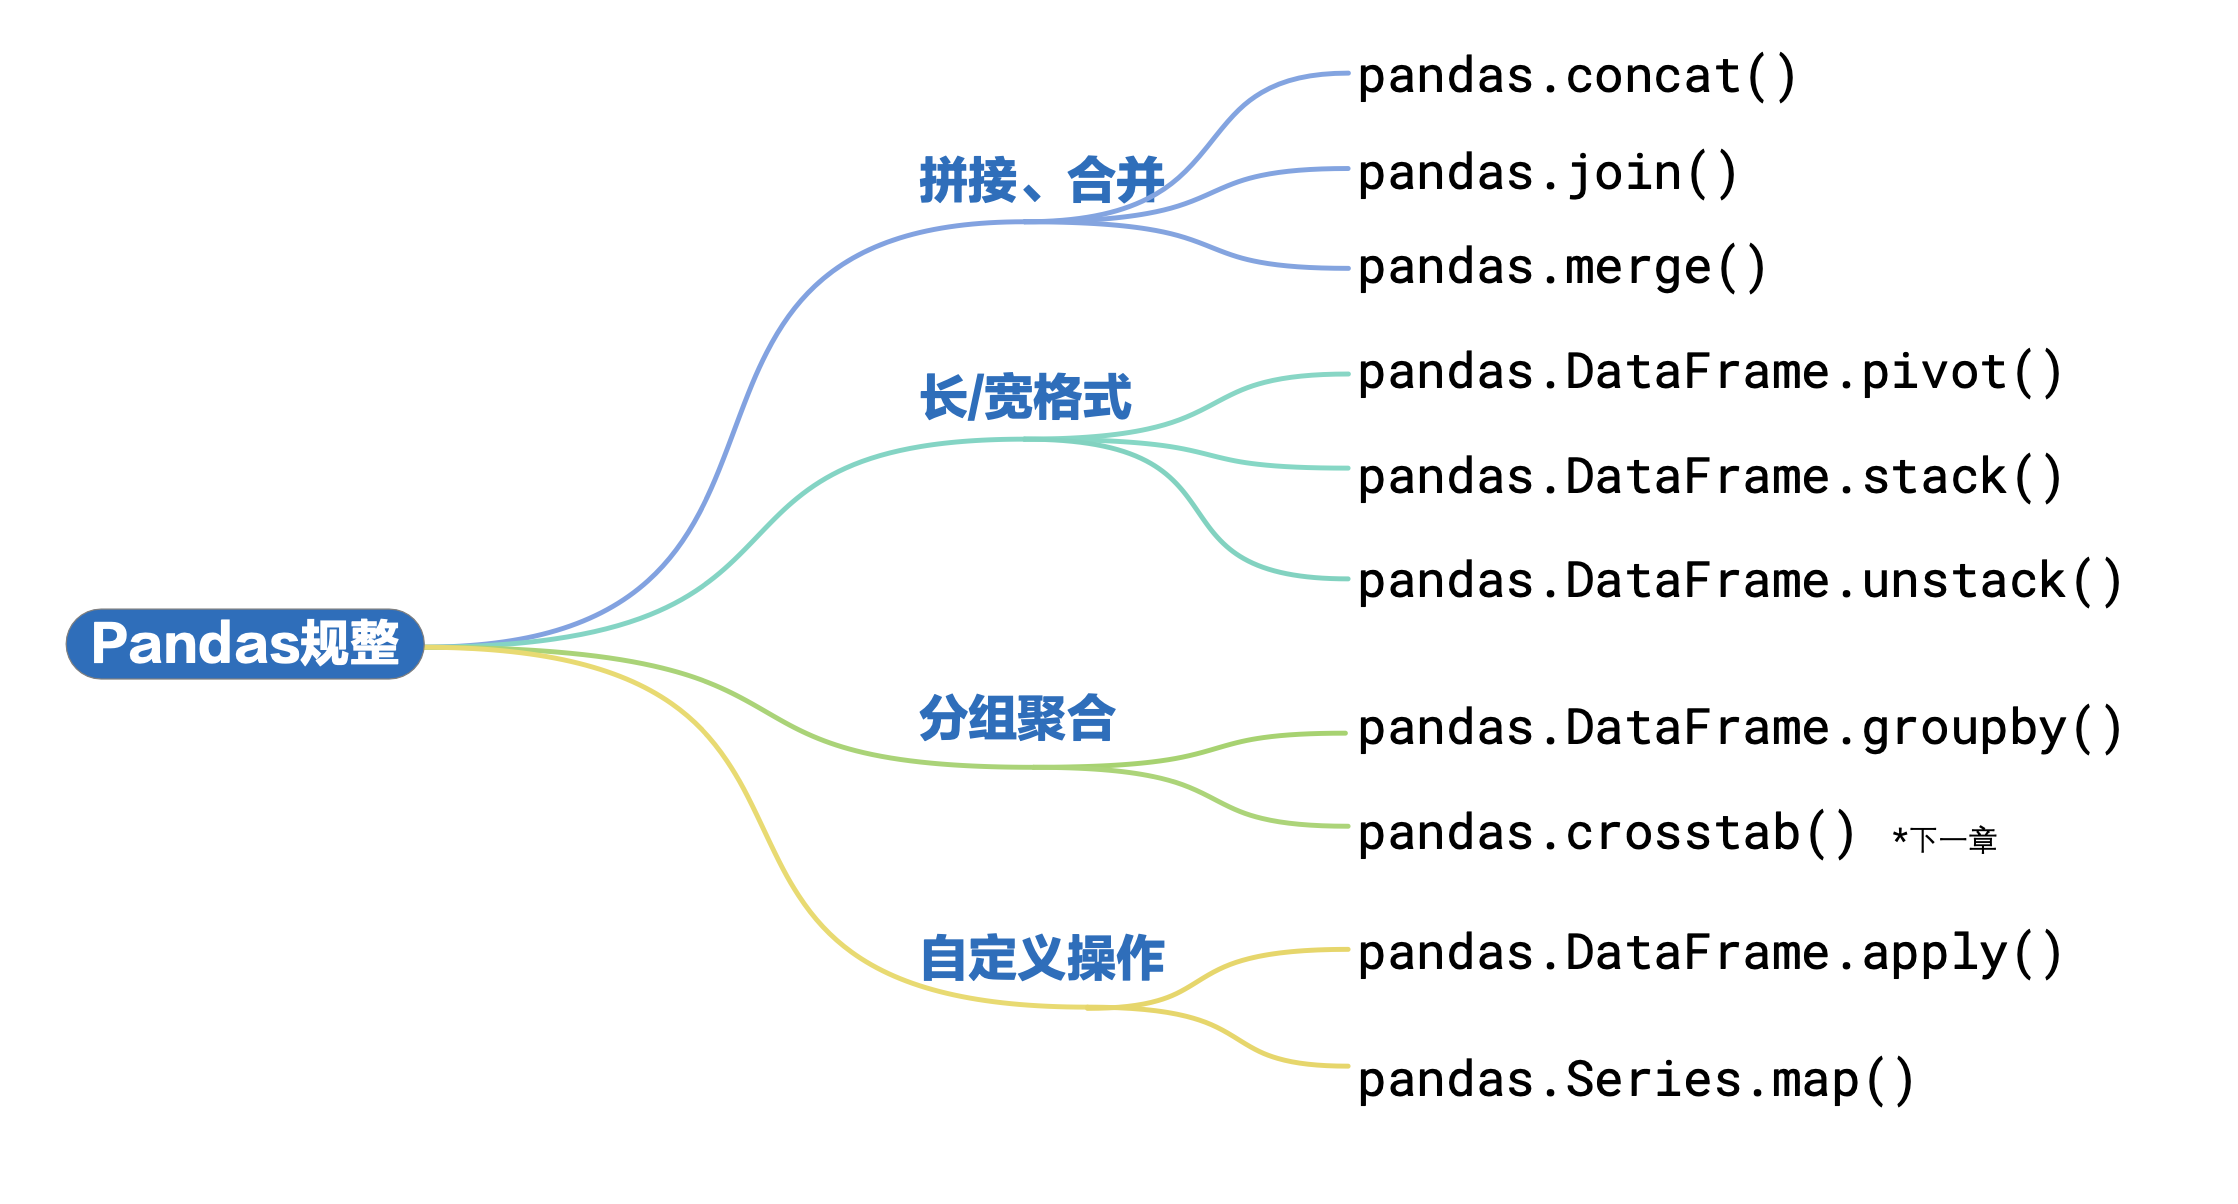 Pandas规整
拼接、合并
pandas.concat()
pandas.join()
pandas.merge()
长/宽格式
pandas.DataFrame.pivot()
pandas.DataFrame.stack()
pandas.DataFrame.unstack()
分组聚合
pandas.DataFrame.groupby()
pandas.crosstab() *下一章
自定义操作
pandas.DataFrame.apply()
pandas.Series.map()